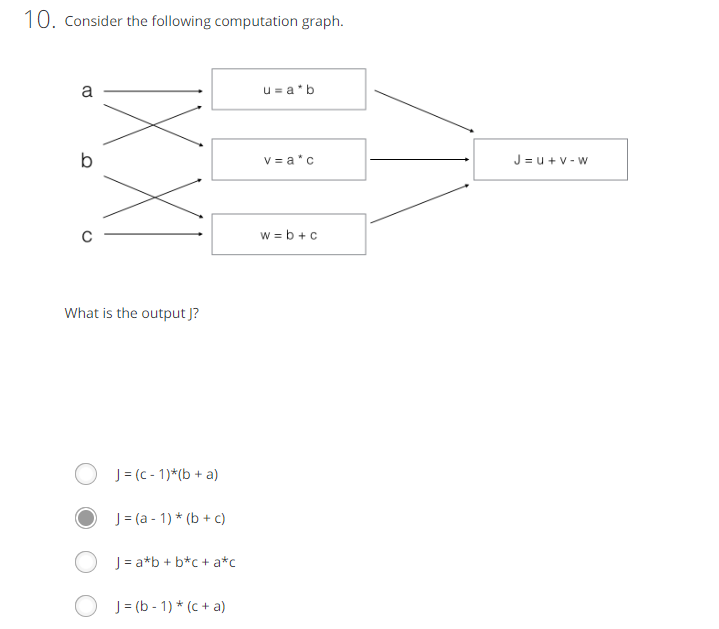 10. Consider the following computation graph.
a
u = a * b
b
v = a * c
J = u + v - w
c
w = b + c
What is the output J?
J = (c - 1)*(b + a)
J = (a - 1) * (b + c)
J = a*b + b*c + a*c
J = (b - 1) * (c + a)